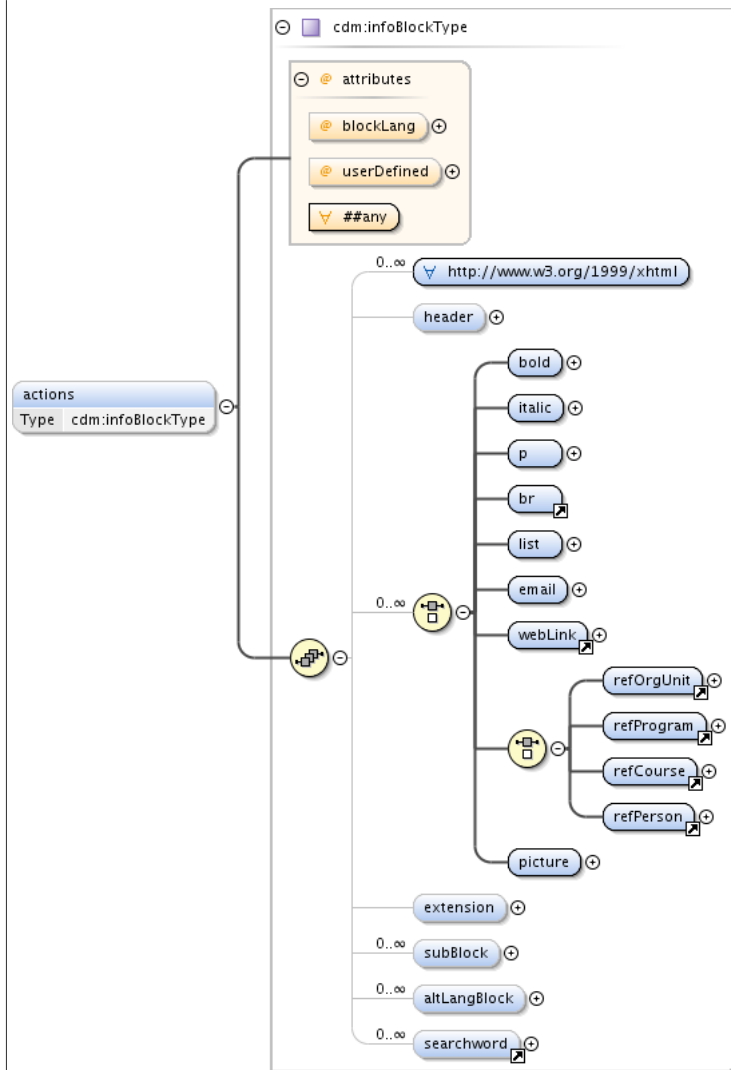 cdm:infoBlockType
@ attributes
@ blockLang
@ userDefined
∀ ##any
0..∞
∀ http://www.w3.org/1999/xhtml
header
bold
italic
actions
Type cdm:infoBlockType
p
br
list
email
0..∞
webLink
refOrgUnit
refProgram
refCourse
refPerson
picture
extension
0..∞
subBlock
0..∞
altLangBlock
0..∞
searchword